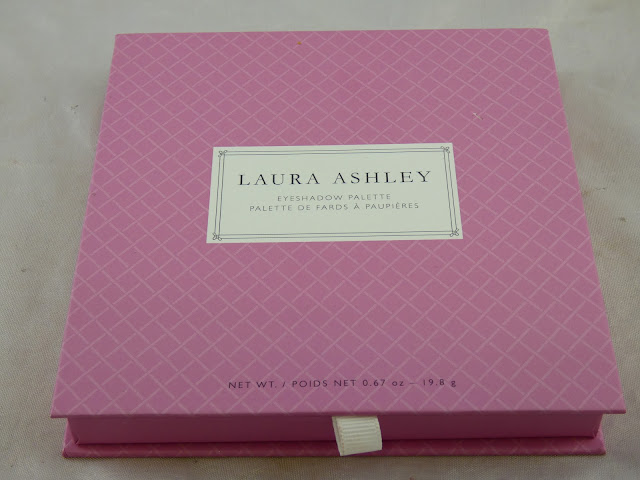 LAURA ASHLEY
EYESHADOW PALETTE
PALETTE DE FARDS À PAUPIÈRES
NET WT. / POIDS NET 0.67 oz – 19.8 g